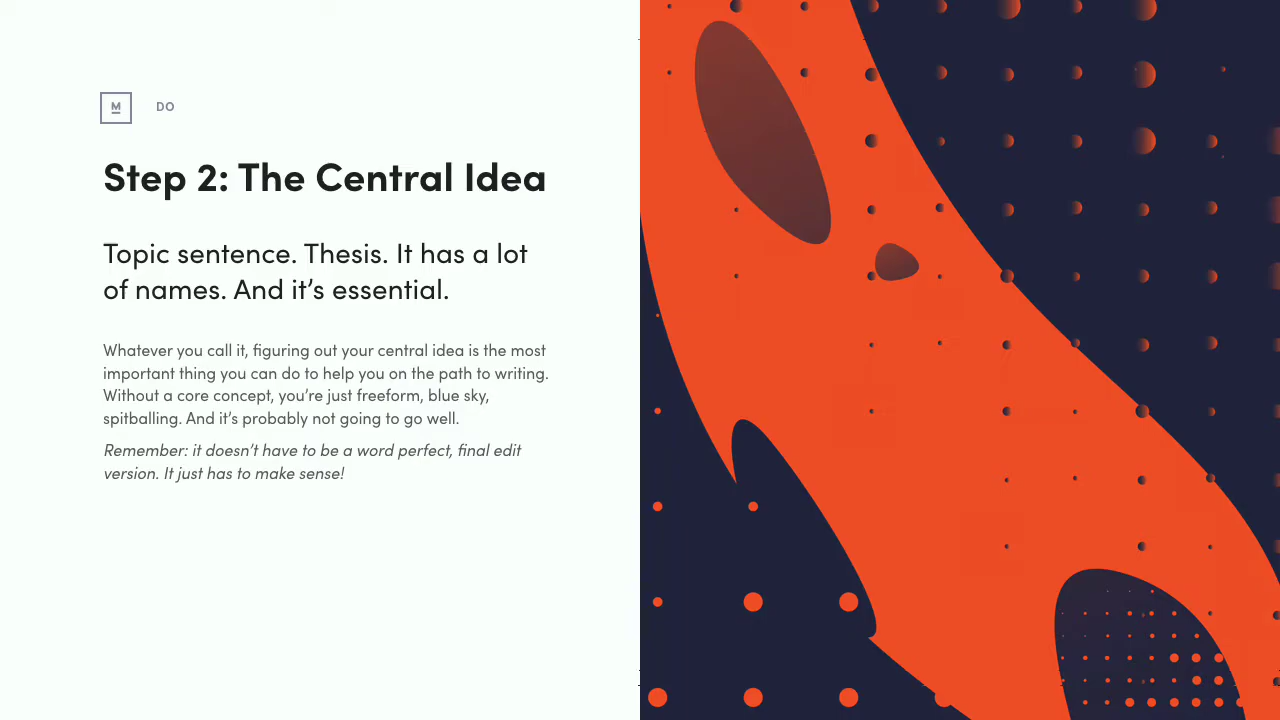 M DO
Step 2: The Central Idea
Topic sentence. Thesis. It has a lot
of names. And it’s essential.
Whatever you call it, figuring out your central idea is the most
important thing you can do to help you on the path to writing.
Without a core concept, you’re just freeform, blue sky,
spitballing. And it’s probably not going to go well.
Remember: it doesn’t have to be a word perfect, final edit
version. It just has to make sense!